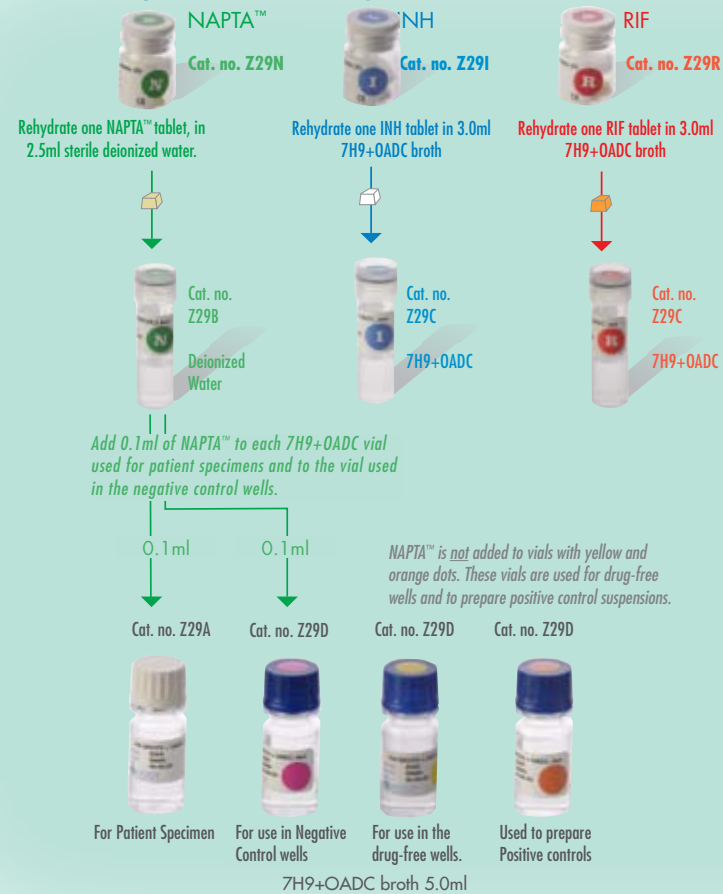 NAPTA™
Cat. no. Z29N
INH
Cat. no. Z29I
RIF
Cat. no. Z29R
N
I
R
Rehydrate one NAPTA™ tablet, in
2.5ml sterile deionized water.
Rehydrate one INH tablet in 3.0ml
7H9+OADC broth
Rehydrate one RIF tablet in 3.0ml
7H9+OADC broth
N
Cat. no.
Z29B
Deionized
Water
I
Cat. no.
Z29C
7H9+OADC
R
Cat. no.
Z29C
7H9+OADC
Add 0.1ml of NAPTA™ to each 7H9+OADC vial
used for patient specimens and to the vial used
in the negative control wells.
0.1ml
0.1ml
NAPTA™ is not added to vials with yellow and
orange dots. These vials are used for drug-free
wells and to prepare positive control suspensions.
Cat. no. Z29A
Cat. no. Z29D
Cat. no. Z29D
Cat. no. Z29D
For Patient Specimen
For use in Negative
Control wells
For use in the
drug-free wells.
Used to prepare
Positive controls
7H9+OADC broth 5.0ml